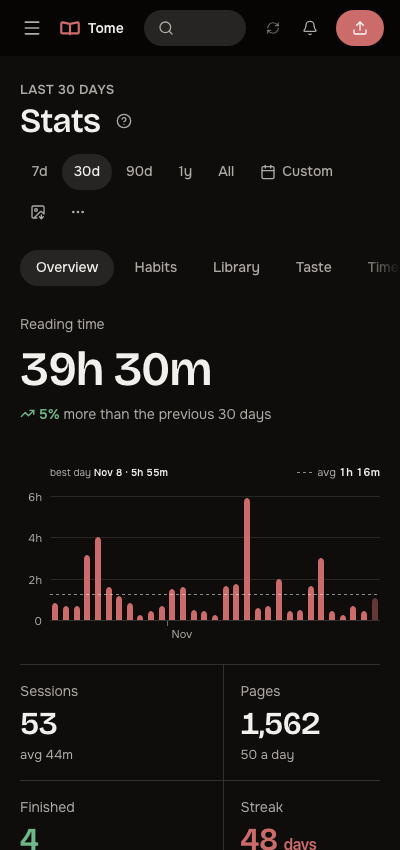 Tome
LAST 30 DAYS
Stats
7d 30d 90d 1y All Custom
Overview Habits Library Taste Time
Reading time
39h 30m
5% more than the previous 30 days
best day Nov 8 · 5h 55m avg 1h 16m
6h
4h
2h
0
Nov
Sessions Pages
53 1,562
avg 44m 50 a day
Finished Streak
4 48 days